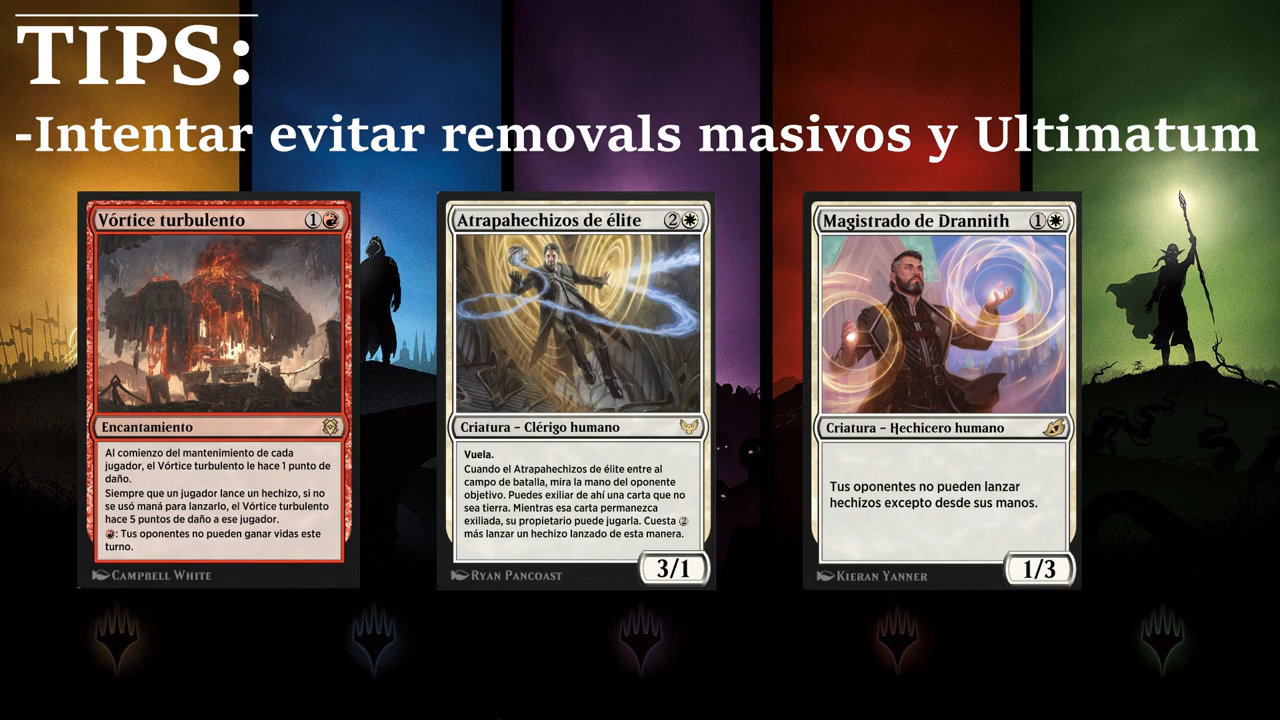 TIPS:
-Intentar evitar removals masivos y Ultimatum
Vórtice turbulento 1
Encantamiento
Al comienzo del mantenimiento de cada
jugador, el Vórtice turbulento le hace 1 punto de
daño.
Siempre que un jugador lance un hechizo, si no
se usó maná para lanzarlo, el Vórtice turbulento
hace 5 puntos de daño a ese jugador.
: Tus oponentes no pueden ganar vidas este
turno.
CAMPBELL WHITE
Atrapahechizos de élite 2
Criatura – Clérigo humano
Vuela.
Cuando el Atrapahechizos de élite entre al
campo de batalla, mira la mano del oponente
objetivo. Puedes exiliar de ahí una carta que no
sea tierra. Mientras esa carta permanezca
exiliada, su propietario puede jugarla. Cuesta 2
más lanzar un hechizo lanzado de esta manera.
3/1
RYAN PANCOAST
Magistrado de Drannith 1
Criatura – Hechicero humano
Tus oponentes no pueden lanzar
hechizos excepto desde sus manos.
1/3
KIERAN YANNER